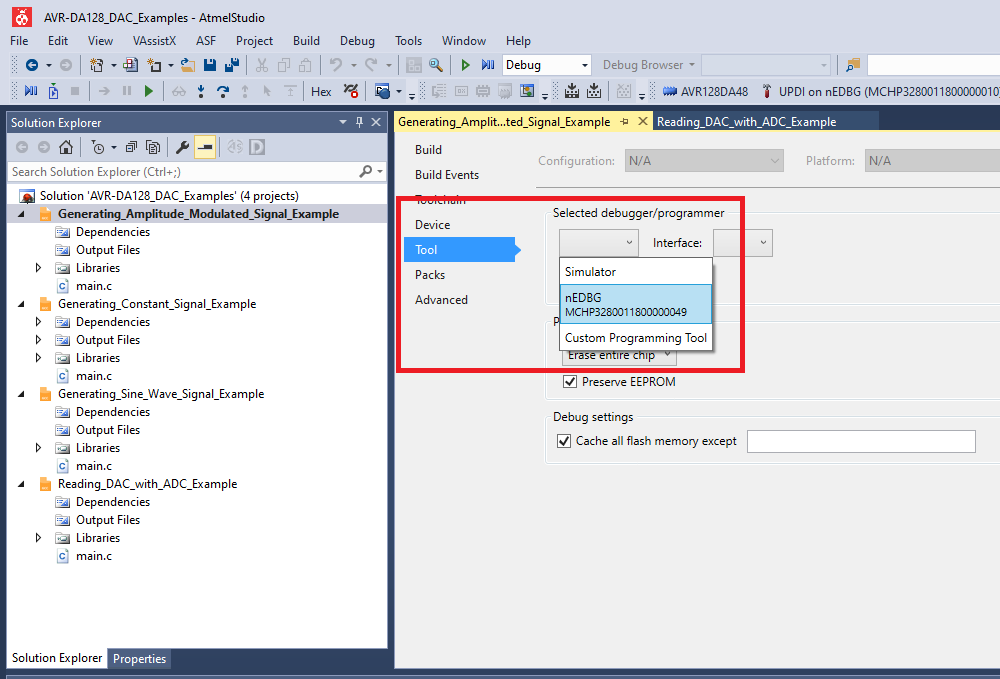 AVR-DA128_DAC_Examples - AtmelStudio
File Edit View VAssistX ASF Project Build Debug Tools Window Help
Debug Debug Browser
Hex AVR128DA48 UPDI on nEDBG (MCHP3280011800000010)
Solution Explorer
Generating_Amplit...ted_Signal_Example Reading_DAC_with_ADC_Example
Search Solution Explorer (Ctrl+;)
Solution 'AVR-DA128_DAC_Examples' (4 projects)
Generating_Amplitude_Modulated_Signal_Example
Dependencies
Output Files
Libraries
main.c
Generating_Constant_Signal_Example
Dependencies
Output Files
Libraries
main.c
Generating_Sine_Wave_Signal_Example
Dependencies
Output Files
Libraries
main.c
Reading_DAC_with_ADC_Example
Dependencies
Output Files
Libraries
main.c
Solution Explorer Properties
Build
Build Events
Toolchain
Device
Tool
Packs
Advanced
Configuration: N/A Platform: N/A
Selected debugger/programmer
Interface:
Simulator
nEDBG
MCHP3280011800000049
Custom Programming Tool
Erase entire chip
Preserve EEPROM
Debug settings
Cache all flash memory except